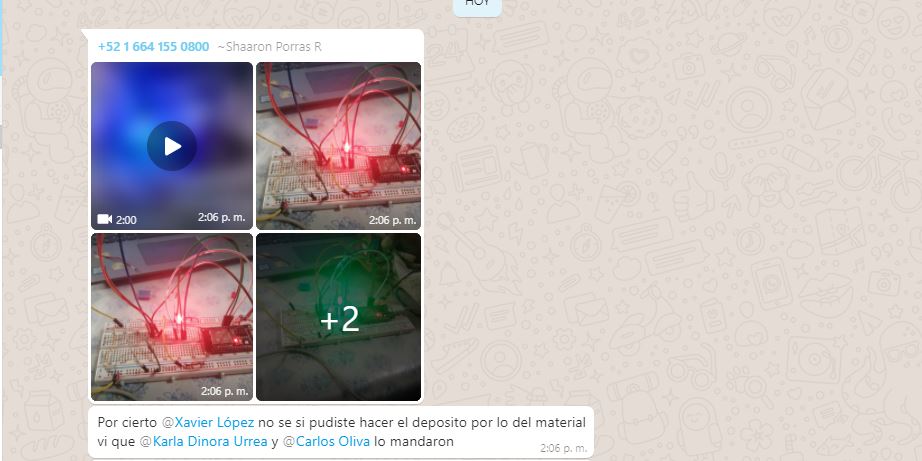 HOY
+52 1 664 155 0800 ~Shaaron Porras R
2:00
2:06 p. m.
2:06 p. m.
2:06 p. m.
+2
Por cierto @Xavier López no se si pudiste hacer el deposito por lo del material
vi que @Karla Dinora Urrea y @Carlos Oliva lo mandaron
2:06 p. m.